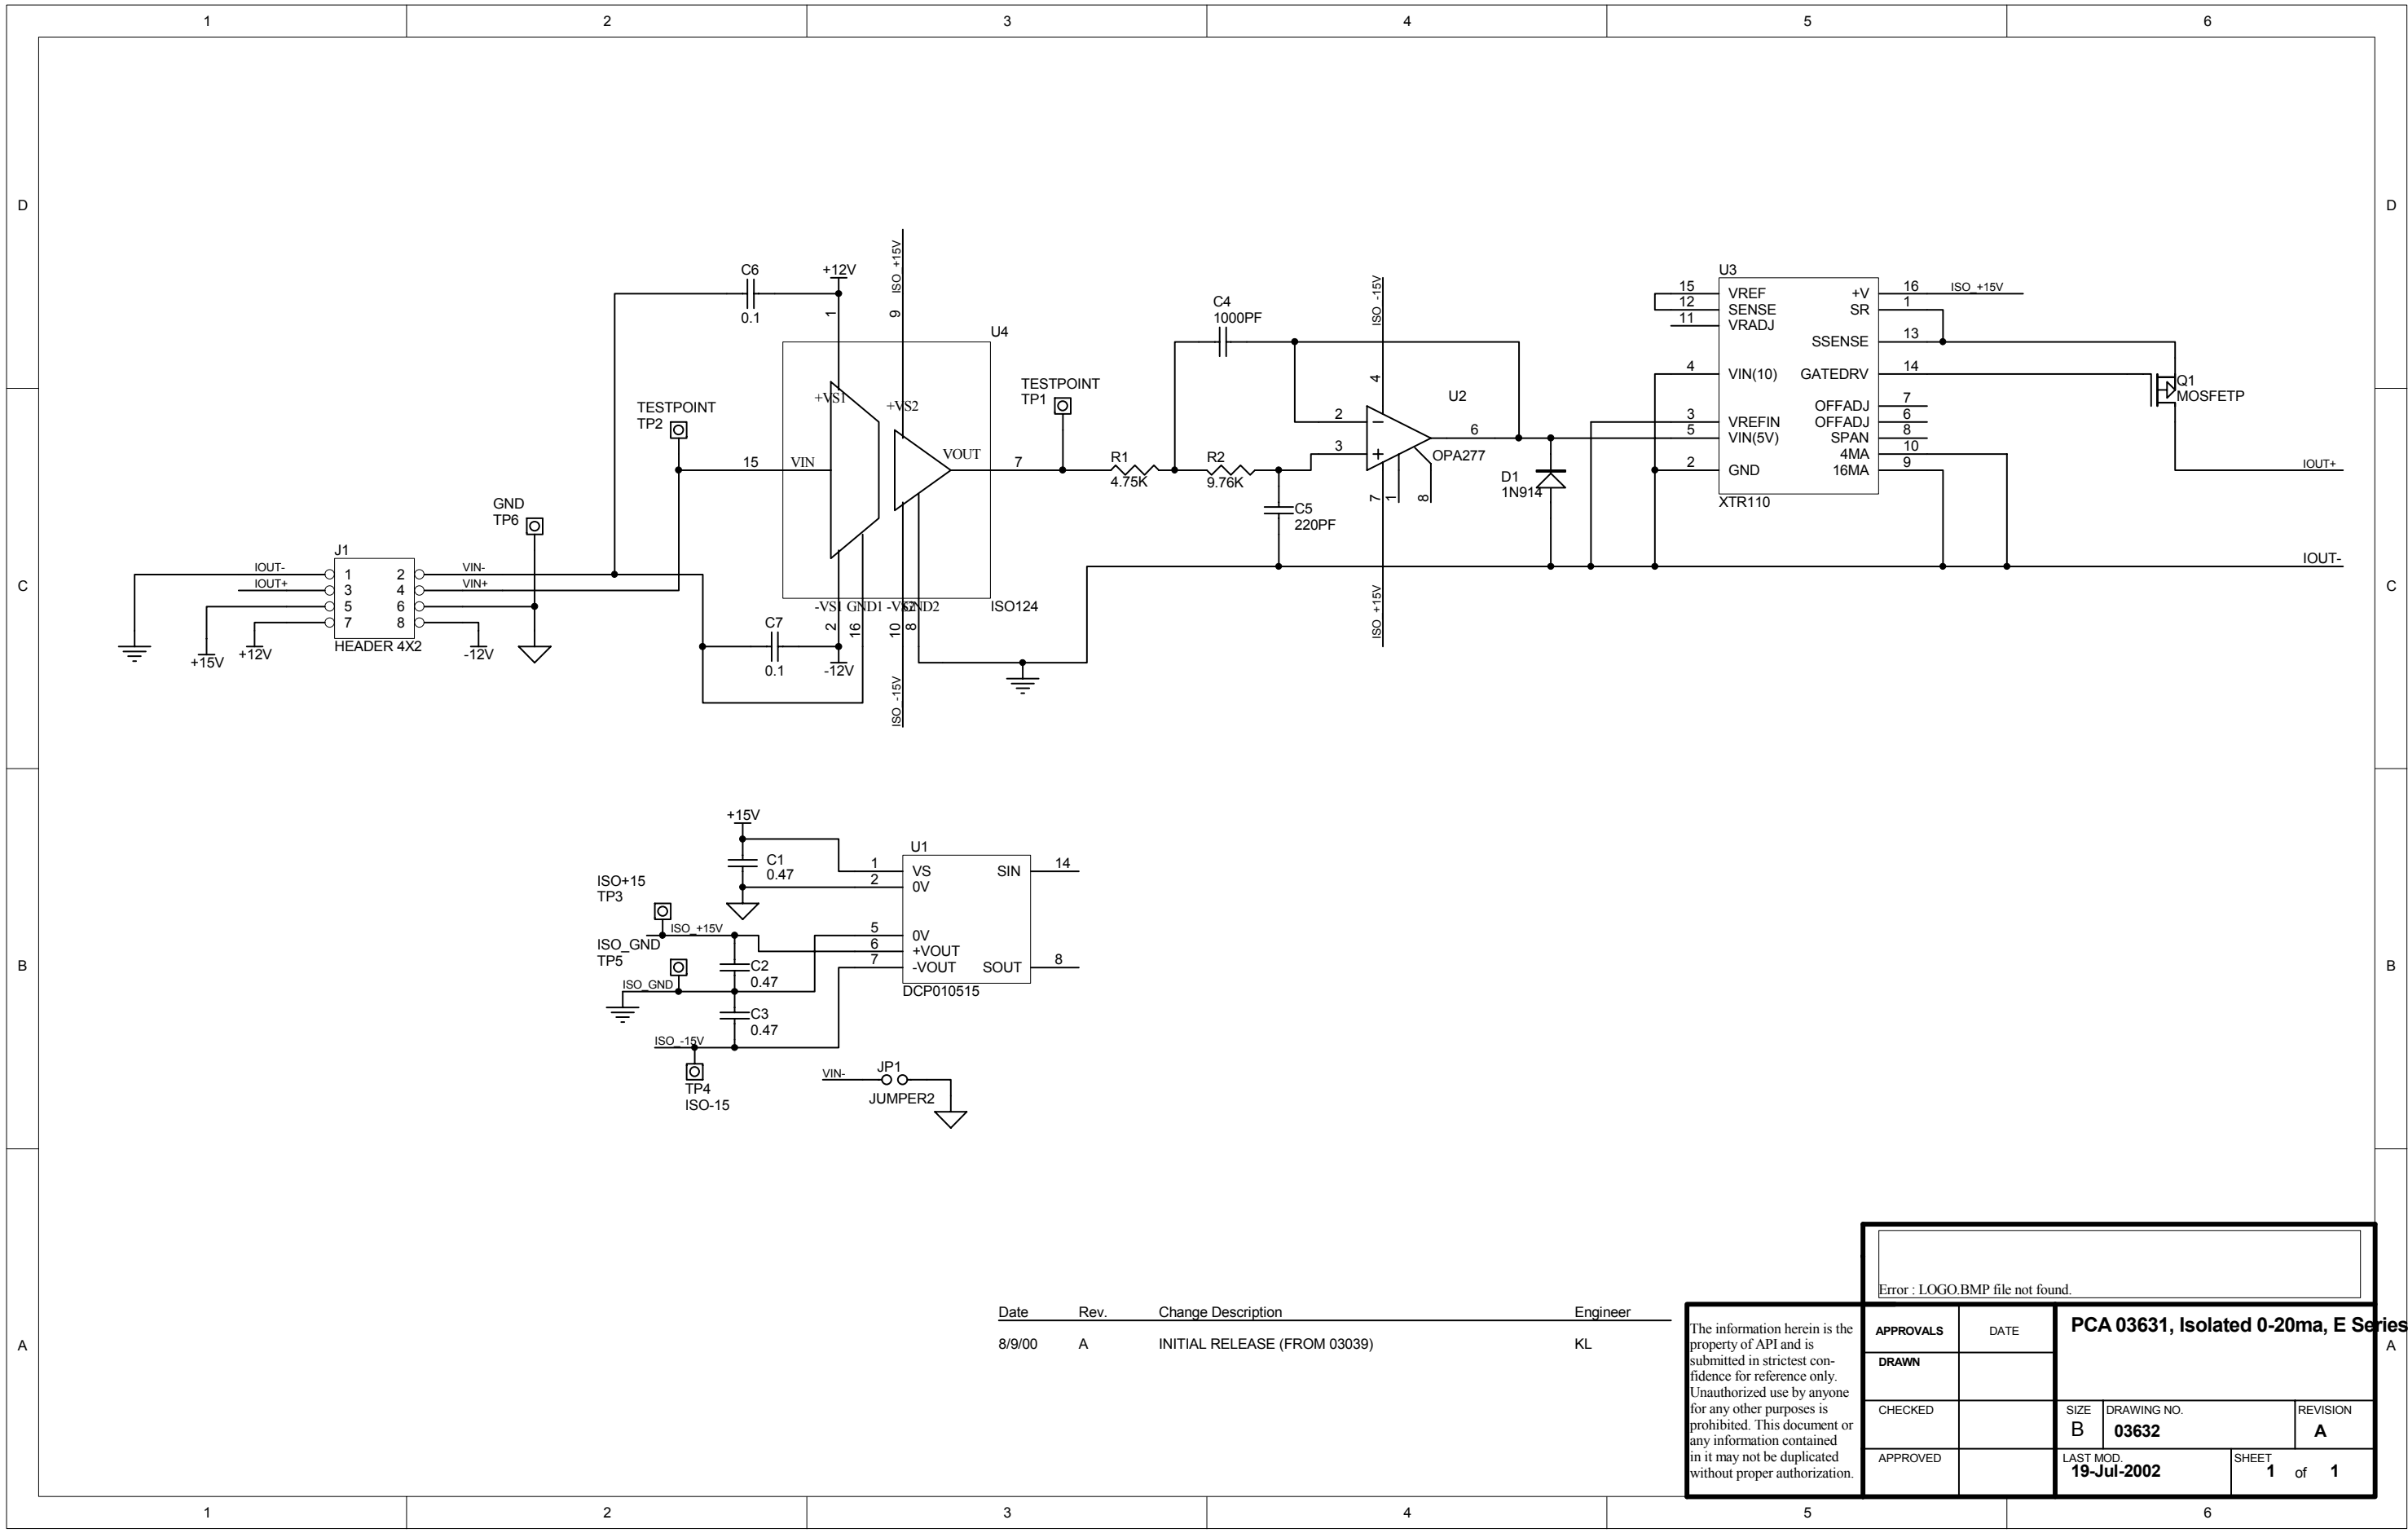 1 2 3 4 5 6
D D
C C
B B
A A
C6
0.1
+12V
ISO_+15V
1
9
U4
TESTPOINT
TP2
+VS1
+VS2
15
VIN
VOUT
7
TESTPOINT
TP1
-VS1 GND1 -VS2 GND2
ISO124
2
16
10
8
C7
0.1
-12V
ISO_-15V
GND
TP6
J1
IOUT- 1 2 VIN-
IOUT+ 3 4 VIN+
5 6
7 8
HEADER 4X2
+15V
+12V
-12V
R1
4.75K
R2
9.76K
C4
1000PF
C5
220PF
ISO_-15V
4
2
3
6
U2
OPA277
7
1
8
ISO_+15V
D1
1N914
U3
15 VREF
12 SENSE
11 VRADJ
4 VIN(10)
3 VREFIN
5 VIN(5V)
2 GND
+V 16 ISO_+15V
SR 1
SSENSE 13
GATEDRV 14
OFFADJ 7
OFFADJ 6
SPAN 8
4MA 10
16MA 9
XTR110
Q1
MOSFETP
IOUT+
IOUT-
+15V
C1
0.47
U1
1 VS
2 0V
5 0V
6 +VOUT
7 -VOUT
SIN 14
SOUT 8
DCP010515
ISO+15
TP3
ISO_+15V
ISO_GND
TP5
ISO_GND
C2
0.47
C3
0.47
ISO_-15V
TP4
ISO-15
VIN-
JP1
JUMPER2
Date Rev. Change Description Engineer
8/9/00 A INITIAL RELEASE (FROM 03039) KL
The information herein is the
property of API and is
submitted in strictest con-
fidence for reference only.
Unauthorized use by anyone
for any other purposes is
prohibited. This document or
any information contained
in it may not be duplicated
without proper authorization.
Error : LOGO.BMP file not found.
APPROVALS DATE
DRAWN
CHECKED
APPROVED
PCA 03631, Isolated 0-20ma, E Series
SIZE
B
DRAWING NO.
03632
REVISION
A
LAST MOD.
19-Jul-2002
SHEET
1 of 1
1 2 3 4 5 6